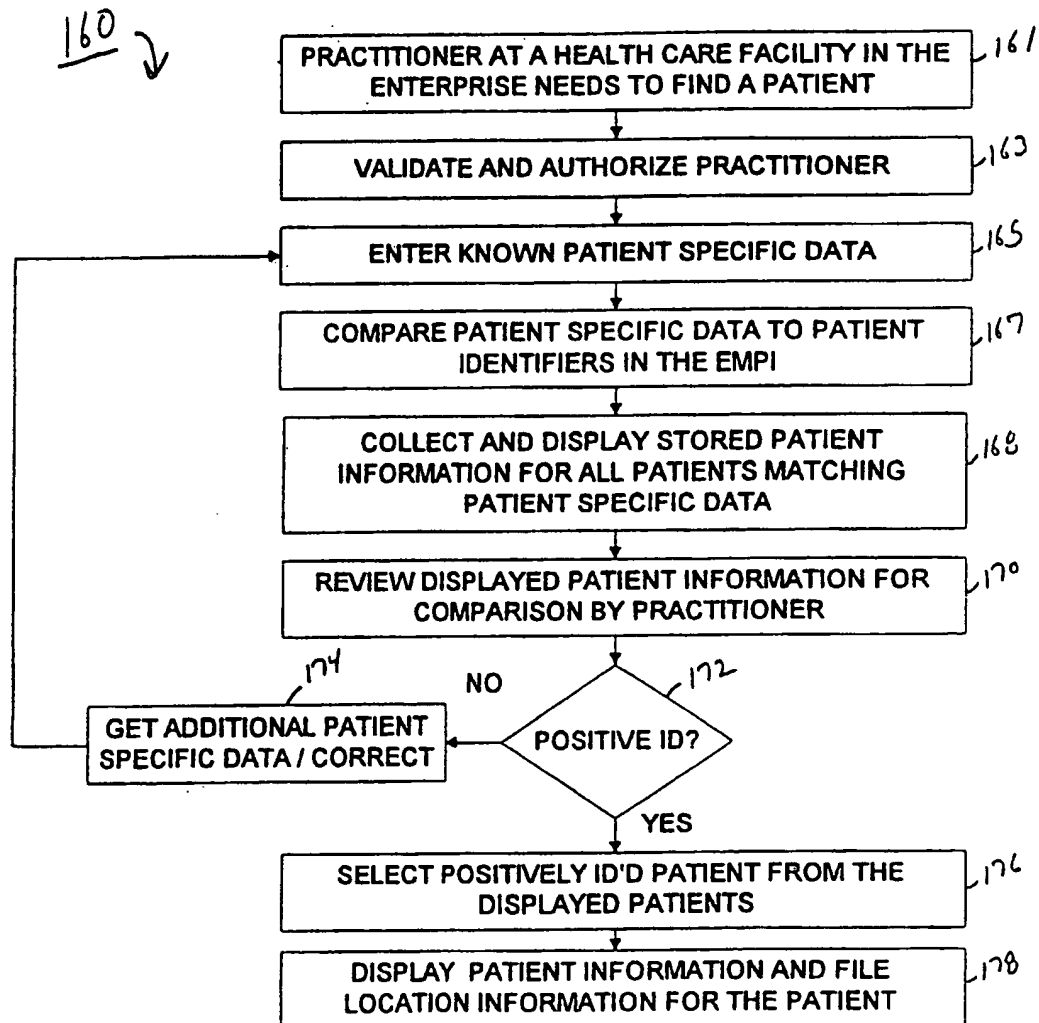 160
PRACTITIONER AT A HEALTH CARE FACILITY IN THE
ENTERPRISE NEEDS TO FIND A PATIENT
161
VALIDATE AND AUTHORIZE PRACTITIONER
163
ENTER KNOWN PATIENT SPECIFIC DATA
165
COMPARE PATIENT SPECIFIC DATA TO PATIENT
IDENTIFIERS IN THE EMPI
167
COLLECT AND DISPLAY STORED PATIENT
INFORMATION FOR ALL PATIENTS MATCHING
PATIENT SPECIFIC DATA
168
REVIEW DISPLAYED PATIENT INFORMATION FOR
COMPARISON BY PRACTITIONER
170
172
POSITIVE ID?
NO
174
GET ADDITIONAL PATIENT
SPECIFIC DATA / CORRECT
YES
SELECT POSITIVELY ID'D PATIENT FROM THE
DISPLAYED PATIENTS
176
DISPLAY PATIENT INFORMATION AND FILE
LOCATION INFORMATION FOR THE PATIENT
178